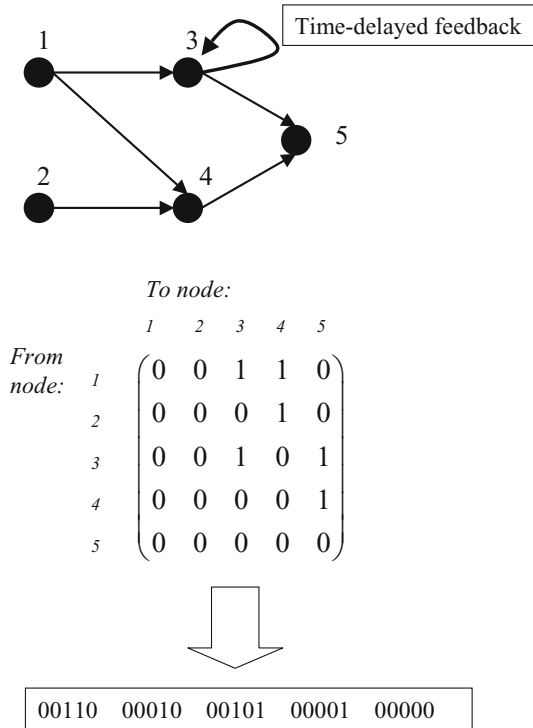 1
3
Time-delayed feedback
5
2
4
To node:
1 2 3 4 5
From
node:
1 0 0 1 1 0
2 0 0 0 1 0
3 0 0 1 0 1
4 0 0 0 0 1
5 0 0 0 0 0
00110 00010 00101 00001 00000